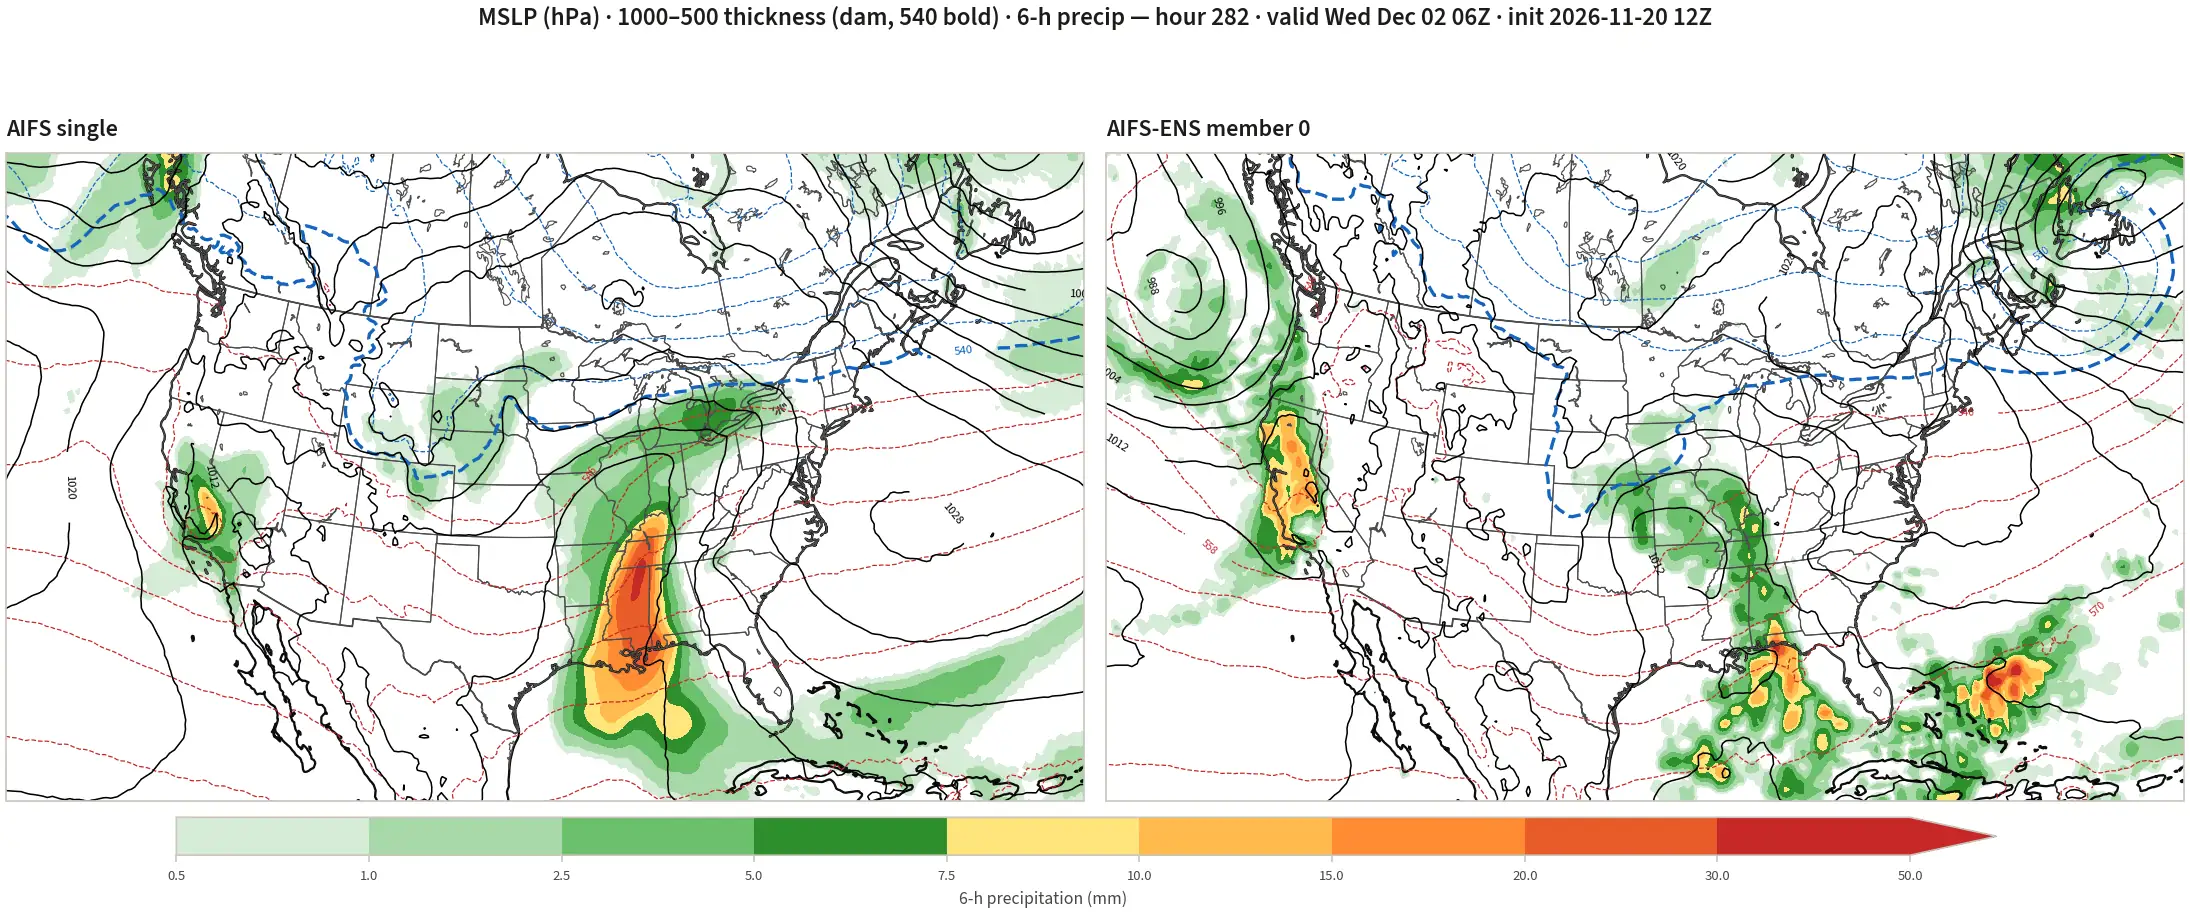 MSLP (hPa) · 1000–500 thickness (dam, 540 bold) · 6-h precip — hour 282 · valid Wed Dec 02 06Z · init 2026-11-20 12Z
AIFS single
AIFS-ENS member 0
1020
1012
540
1028
1020
996
988
1012
558
540
1012
570
0.5 1.0 2.5 5.0 7.5 10.0 15.0 20.0 30.0 50.0
6-h precipitation (mm)